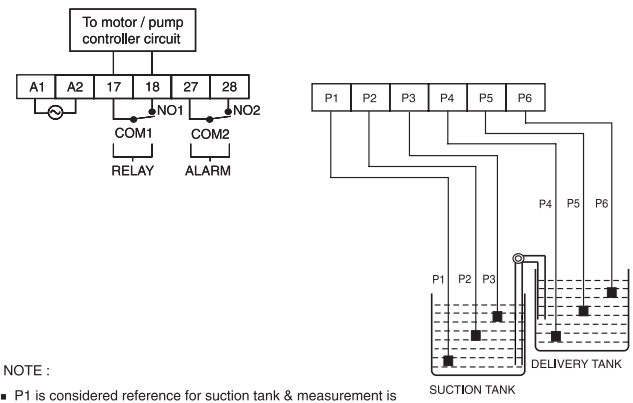 To motor / pump
controller circuit
A1 A2 17 18 27 28
NO1 NO2
COM1 COM2
RELAY ALARM
P1 P2 P3 P4 P5 P6
P4 P5 P6
P1 P2 P3
DELIVERY TANK
SUCTION TANK
NOTE :
▪ P1 is considered reference for suction tank & measurement is